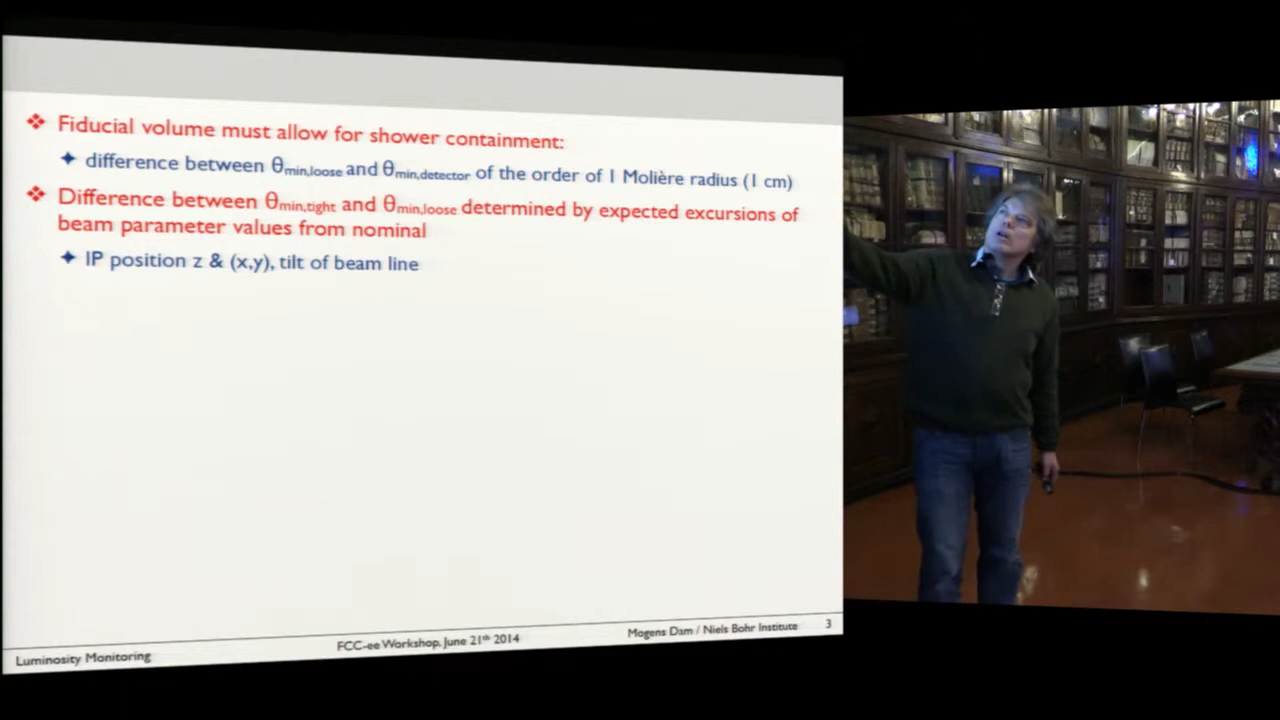 ❖ Fiducial volume must allow for shower containment:
✦ difference between θmin,loose and θmin,detector of the order of 1 Molière radius (1 cm)
❖ Difference between θmin,tight and θmin,loose determined by expected excursions of
beam parameter values from nominal
✦ IP position z & (x,y), tilt of beam line
Luminosity Monitoring
FCC-ee Workshop, June 21th 2014
Mogens Dam / Niels Bohr Institute
3